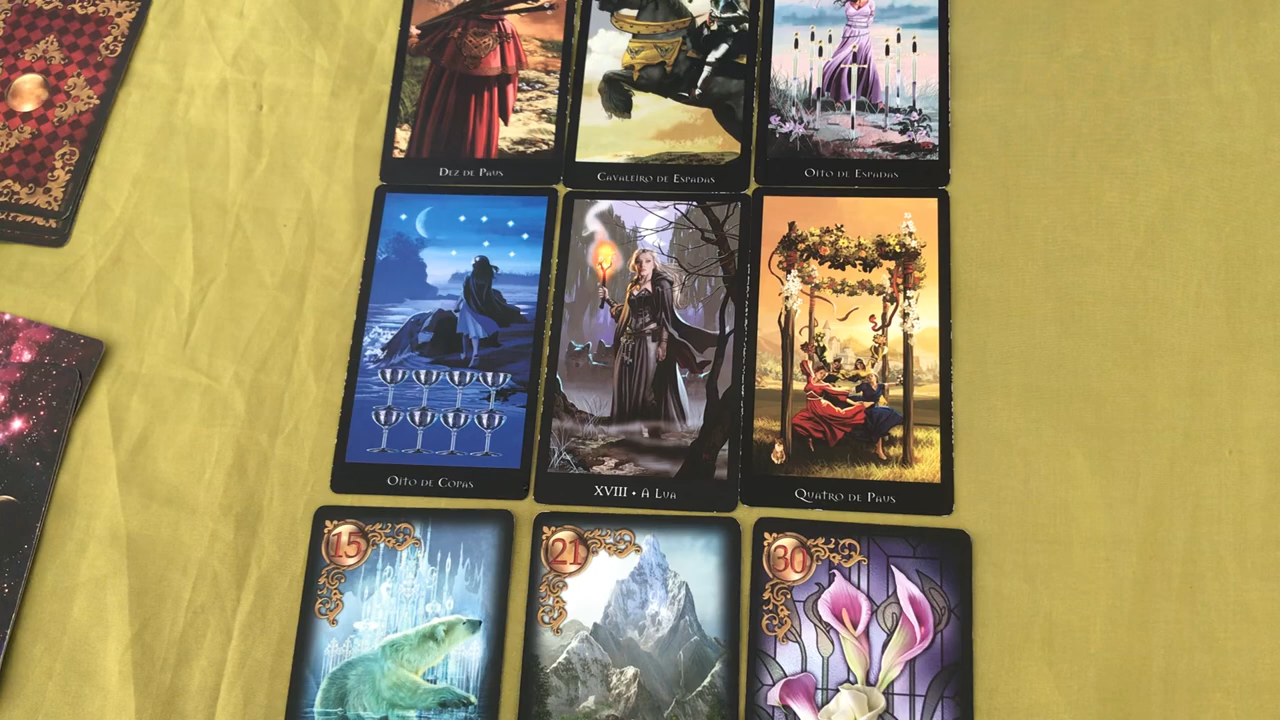 Dez de Paus
Cavaleiro de Espadas
Oito de Espadas
Oito de Copas
XVIII • A Lua
Quatro de Paus
15
21
30